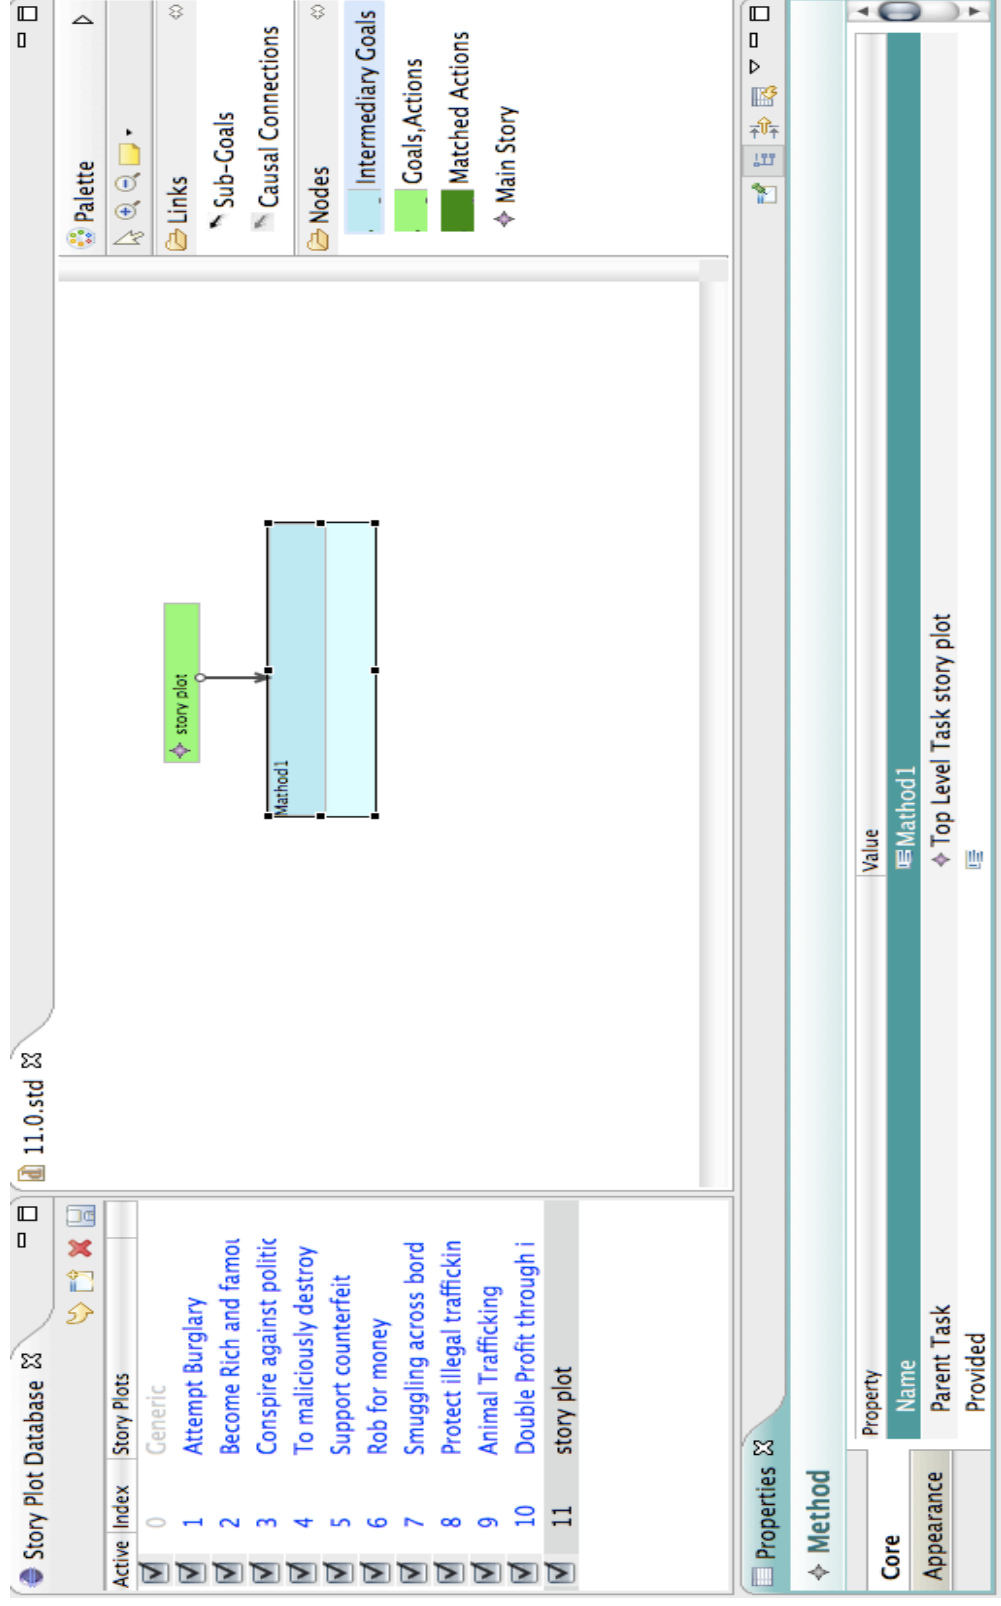 Story Plot Database
Active Index Story Plots
0 Generic
1 Attempt Burglary
2 Become Rich and famou
3 Conspire against politic
4 To maliciously destroy
5 Support counterfeit
6 Rob for money
7 Smuggling across bord
8 Protect illegal traffickin
9 Animal Trafficking
10 Double Profit through i
11 story plot
11.0.std
story plot
Mathod1
Palette
Links
Sub-Goals
Causal Connections
Nodes
Intermediary Goals
Goals,Actions
Matched Actions
Main Story
Properties
Method
Core
Appearance
Property Value
Name Mathod1
Parent Task Top Level Task story plot
Provided